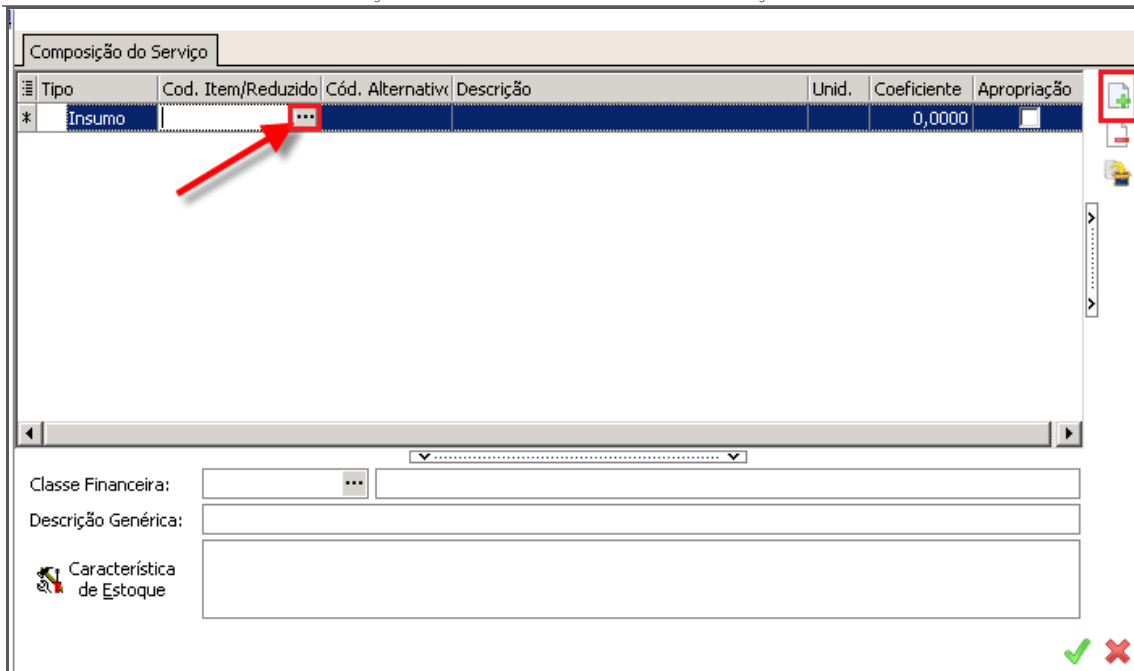 Composição do Serviço
Tipo Cod. Item/Reduzido Cód. Alternativo Descrição Unid. Coeficiente Apropriação
* Insumo ... 0,0000
Classe Financeira: ...
Descrição Genérica:
Característica
de Estoque